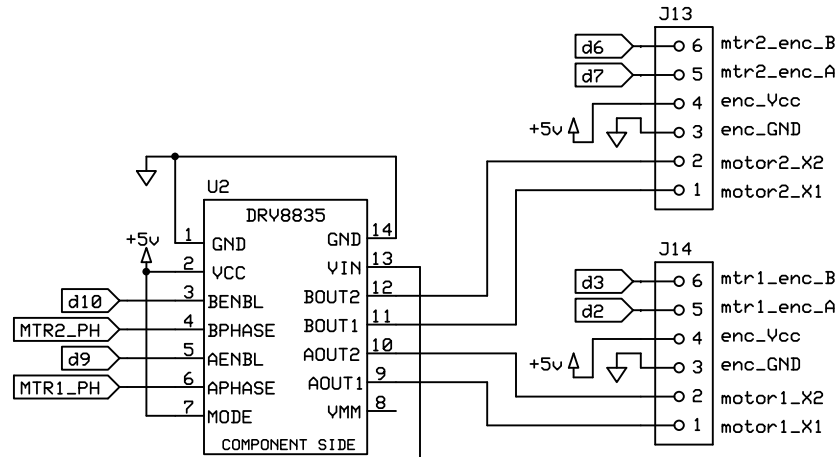 J13
d6 6 mtr2_enc_B
d7 5 mtr2_enc_A
4 enc_Vcc
+5v 3 enc_GND
2 motor2_X2
1 motor2_X1
U2
DRV8835
COMPONENT SIDE
+5v
1 GND
2 VCC
d10 3 BENBL
MTR2_PH 4 BPHASE
d9 5 AENBL
MTR1_PH 6 APHASE
7 MODE
GND 14
VIN 13
BOUT2 12
BOUT1 11
AOUT2 10
AOUT1 9
VMM 8
J14
d3 6 mtr1_enc_B
d2 5 mtr1_enc_A
4 enc_Vcc
+5v 3 enc_GND
2 motor1_X2
1 motor1_X1